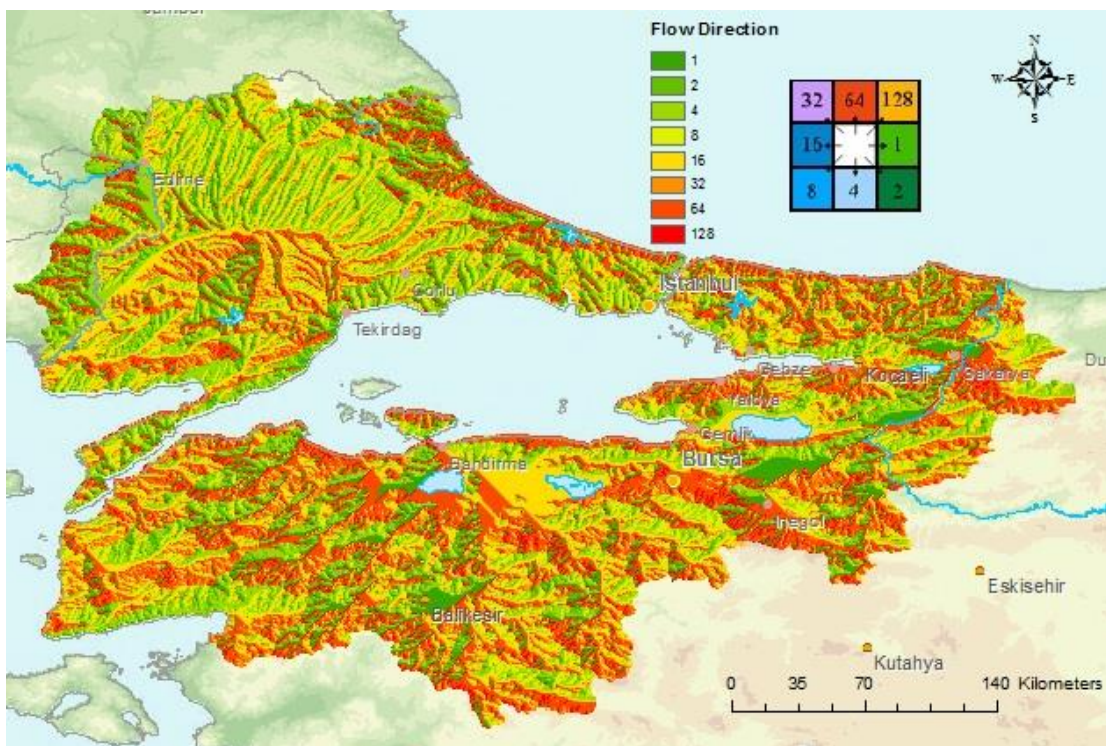 Flow Direction
1
2
4
8
16
32
64
128
32 64 128
16 1
8 4 2
N
W E
S
Edirne
Istanbul
Corlu
Tekirdag
Gebze
Kocaeli
Sakarya
Du
Yalova
Gemlik
Bandirma
Bursa
Inegol
Eskisehir
Balikesir
Kutahya
0 35 70 140 Kilometers